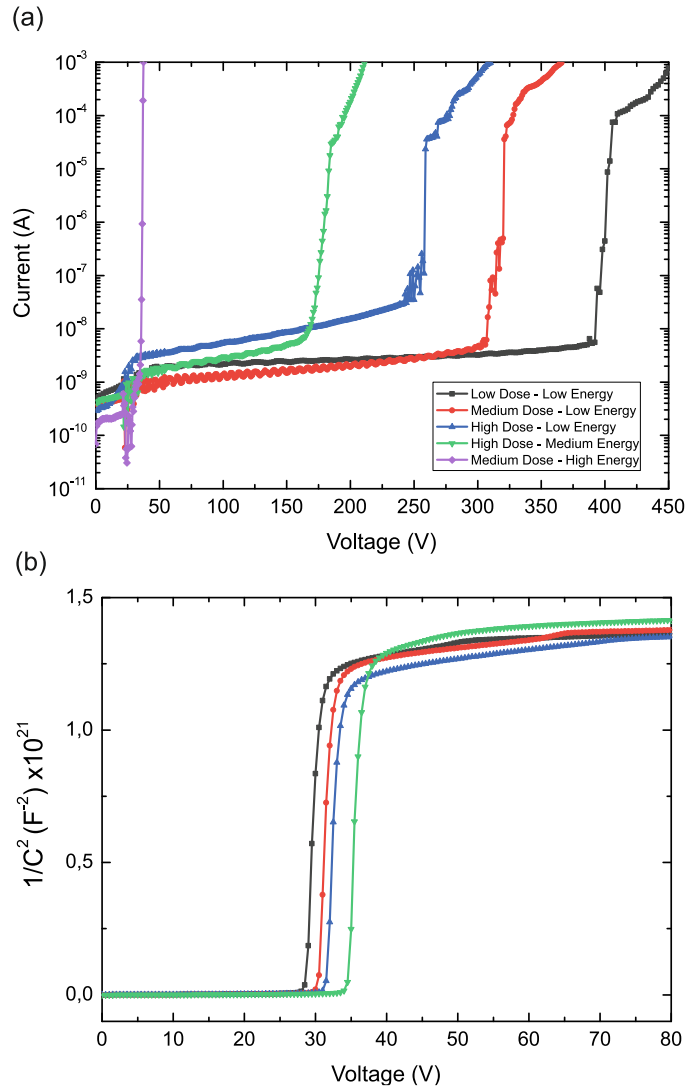 (a)
10⁻³
10⁻⁴
10⁻⁵
10⁻⁶
10⁻⁷
10⁻⁸
10⁻⁹
10⁻¹⁰
10⁻¹¹
Current (A)
Low Dose - Low Energy
Medium Dose - Low Energy
High Dose - Low Energy
High Dose - Medium Energy
Medium Dose - High Energy
0 50 100 150 200 250 300 350 400 450
Voltage (V)
(b)
1,5
1,0
0,5
0,0
1/C² (F⁻²) x10²¹
0 10 20 30 40 50 60 70 80
Voltage (V)